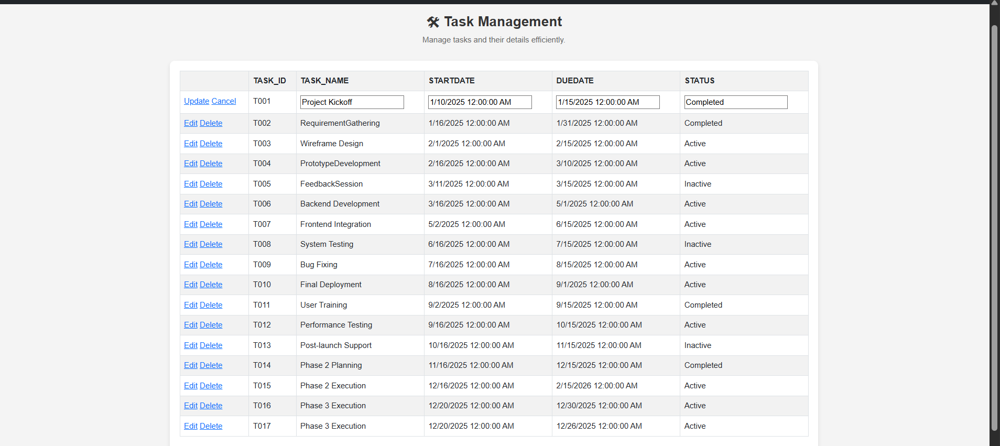 🛠 Task Management
Manage tasks and their details efficiently.
TASK_ID TASK_NAME STARTDATE DUEDATE STATUS
Update Cancel T001 Project Kickoff 1/10/2025 12:00:00 AM 1/15/2025 12:00:00 AM Completed
Edit Delete T002 RequirementGathering 1/16/2025 12:00:00 AM 1/31/2025 12:00:00 AM Completed
Edit Delete T003 Wireframe Design 2/1/2025 12:00:00 AM 2/15/2025 12:00:00 AM Active
Edit Delete T004 PrototypeDevelopment 2/16/2025 12:00:00 AM 3/10/2025 12:00:00 AM Active
Edit Delete T005 FeedbackSession 3/11/2025 12:00:00 AM 3/15/2025 12:00:00 AM Inactive
Edit Delete T006 Backend Development 3/16/2025 12:00:00 AM 5/1/2025 12:00:00 AM Active
Edit Delete T007 Frontend Integration 5/2/2025 12:00:00 AM 6/15/2025 12:00:00 AM Active
Edit Delete T008 System Testing 6/16/2025 12:00:00 AM 7/15/2025 12:00:00 AM Inactive
Edit Delete T009 Bug Fixing 7/16/2025 12:00:00 AM 8/15/2025 12:00:00 AM Active
Edit Delete T010 Final Deployment 8/16/2025 12:00:00 AM 9/1/2025 12:00:00 AM Active
Edit Delete T011 User Training 9/2/2025 12:00:00 AM 9/15/2025 12:00:00 AM Completed
Edit Delete T012 Performance Testing 9/16/2025 12:00:00 AM 10/15/2025 12:00:00 AM Active
Edit Delete T013 Post-launch Support 10/16/2025 12:00:00 AM 11/15/2025 12:00:00 AM Inactive
Edit Delete T014 Phase 2 Planning 11/16/2025 12:00:00 AM 12/15/2025 12:00:00 AM Completed
Edit Delete T015 Phase 2 Execution 12/16/2025 12:00:00 AM 2/15/2026 12:00:00 AM Active
Edit Delete T016 Phase 3 Execution 12/20/2025 12:00:00 AM 12/30/2025 12:00:00 AM Active
Edit Delete T017 Phase 3 Execution 12/20/2025 12:00:00 AM 12/26/2025 12:00:00 AM Active